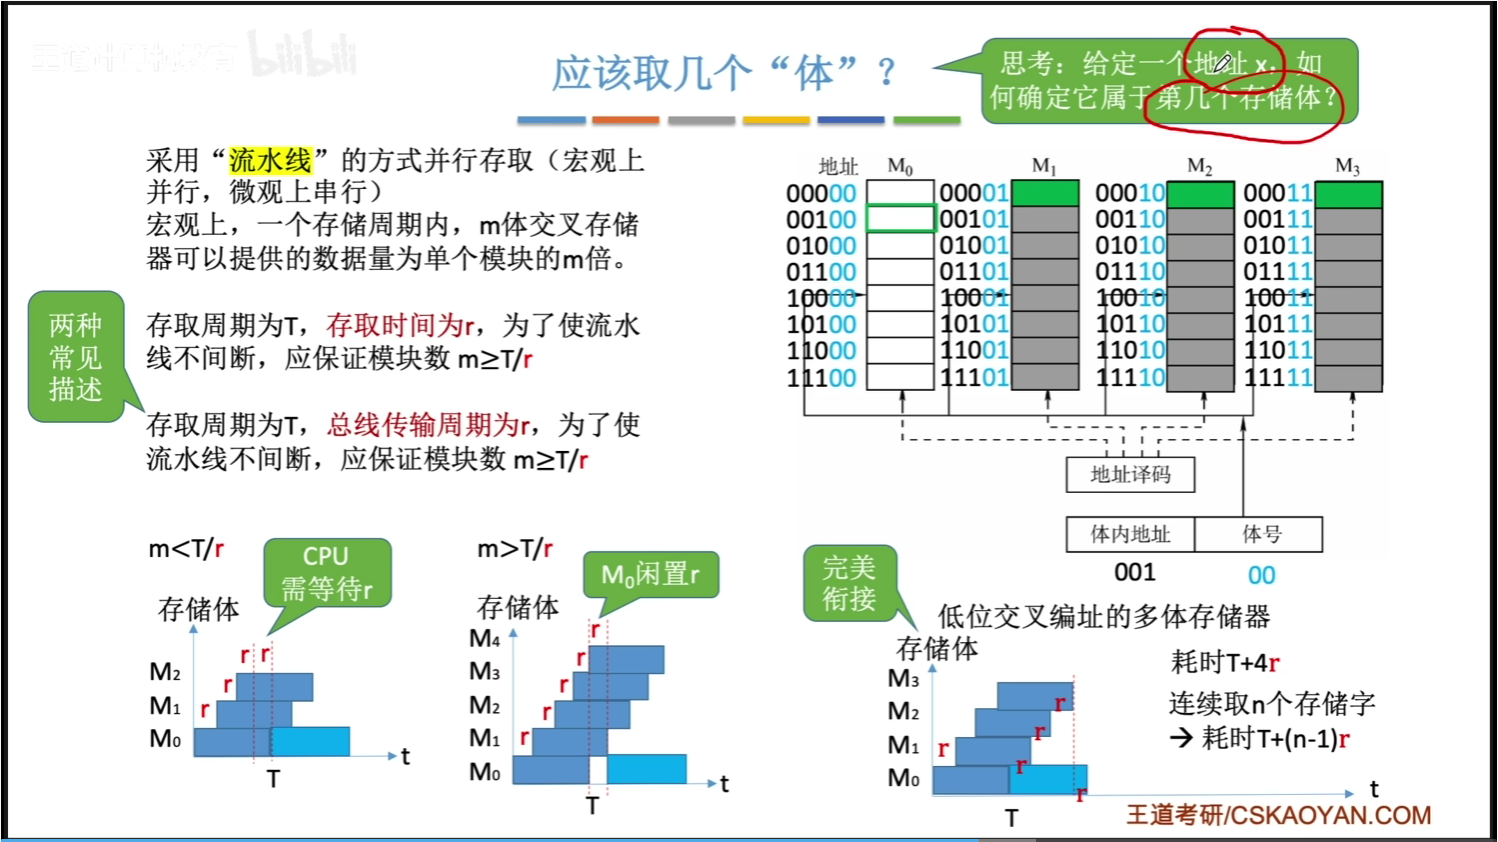 王道计算机教育 bilibili
应该取几个“体”？
思考：给定一个地址 x，如
何确定它属于第几个存储体？
采用“流水线”的方式并行存取（宏观上
并行，微观上串行）
宏观上，一个存储周期内，m体交叉存储
器可以提供的数据量为单个模块的m倍。
两种
常见
描述
存取周期为T，存取时间为r，为了使流水
线不间断，应保证模块数 m≥T/r
存取周期为T，总线传输周期为r，为了使
流水线不间断，应保证模块数 m≥T/r
地址 M0 M1 M2 M3
00000 00001 00010 00011
00100 00101 00110 00111
01000 01001 01010 01011
01100 01101 01110 01111
10000 10001 10010 10011
10100 10101 10110 10111
11000 11001 11010 11011
11100 11101 11110 11111
地址译码
体内地址 体号
001 00
低位交叉编址的多体存储器
m<T/r
CPU
需等待r
存储体
r r
M2 r
M1 r
M0
t
T
m>T/r
M0闲置r
存储体
M4 r
M3 r
M2 r
M1 r
M0 r
t
T
完美
衔接
存储体
M3
M2 r
M1 r r
M0 r
r
t
T
耗时T+4r
连续取n个存储字
→ 耗时T+(n-1)r
王道考研/CSKAOYAN.COM